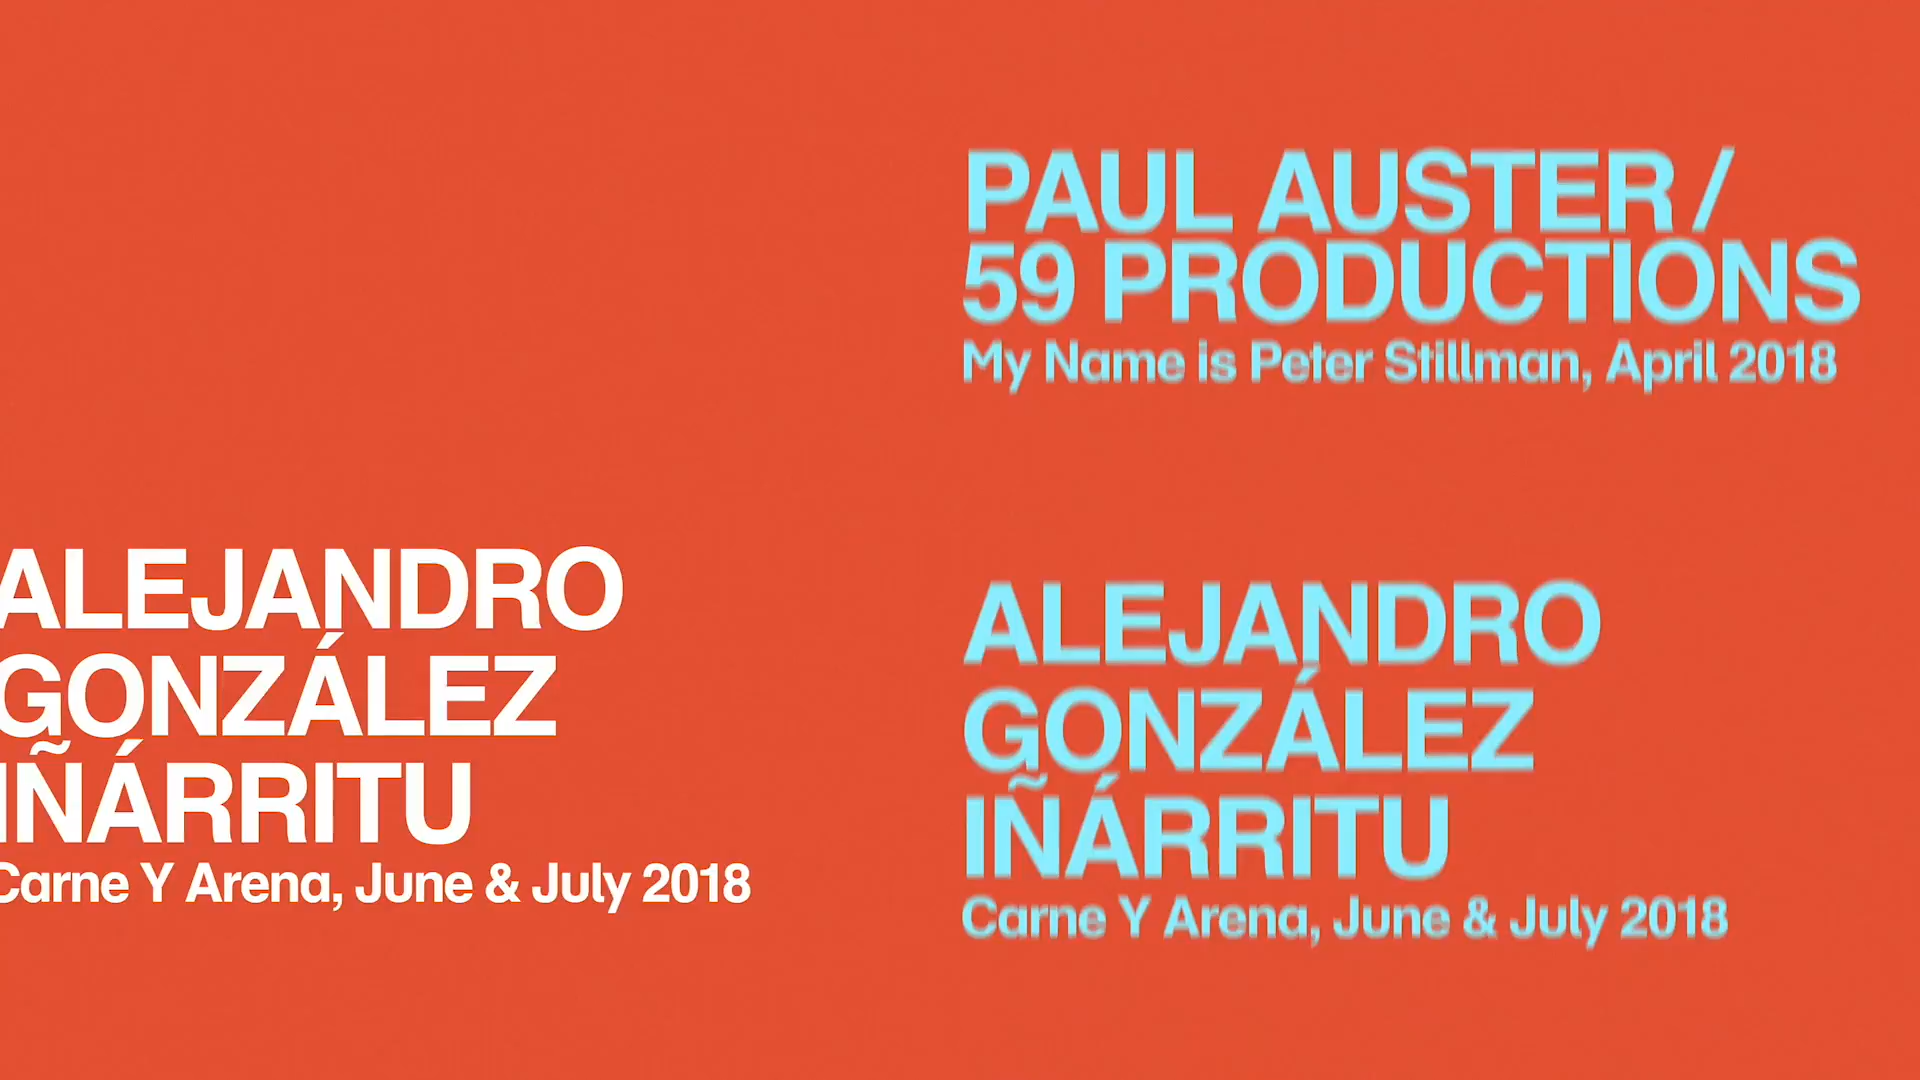 PAUL AUSTER /
59 PRODUCTIONS
My Name is Peter Stillman, April 2018
ALEJANDRO
GONZÁLEZ
IÑÁRRITU
Carne Y Arena, June & July 2018
ALEJANDRO
GONZÁLEZ
IÑÁRRITU
Carne Y Arena, June & July 2018